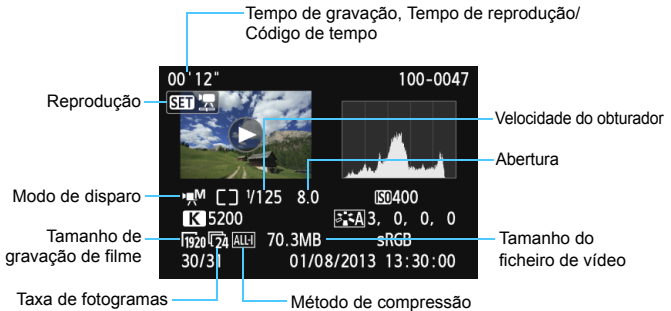 Tempo de gravação, Tempo de reprodução/
Código de tempo
00'12" 100-0047
Reprodução
SET
Velocidade do obturador
Abertura
Modo de disparo
M 1/125 8.0 ISO400
K 5200 A 3, 0, 0, 0
Tamanho de
gravação de filme
1920 24 ALL-I 70.3MB sRGB
Tamanho do
ficheiro de vídeo
30/31 01/08/2013 13:30:00
Taxa de fotogramas
Método de compressão